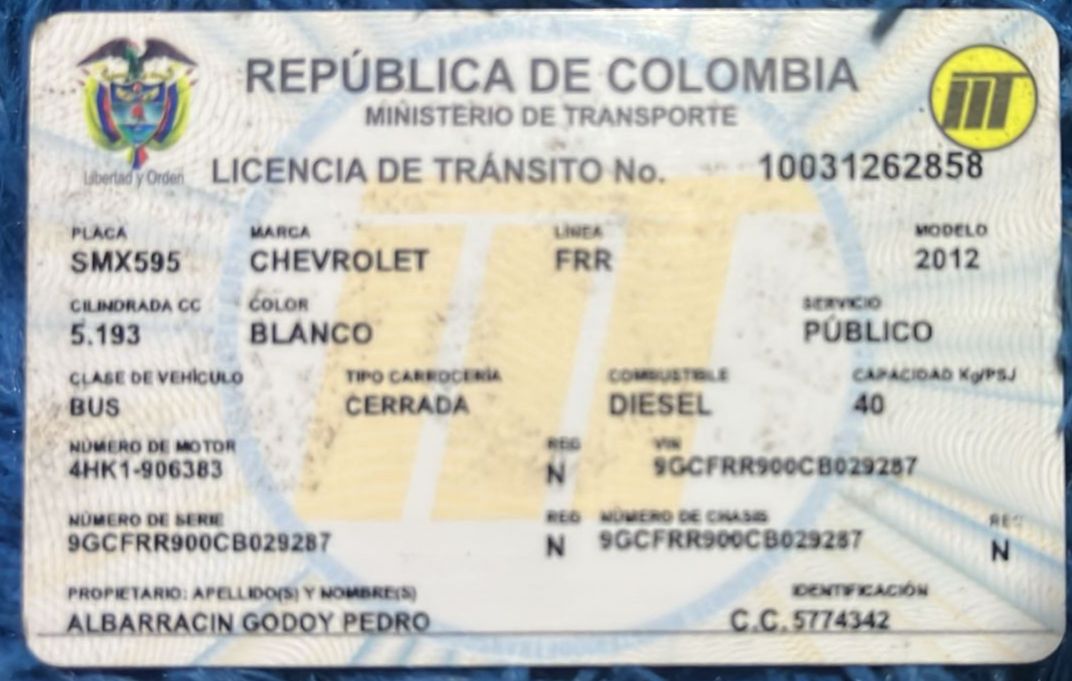 REPÚBLICA DE COLOMBIA
MINISTERIO DE TRANSPORTE
Libertad y Orden
LICENCIA DE TRÁNSITO No. 10031262858
PLACA MARCA LÍNEA MODELO
SMX595 CHEVROLET FRR 2012
CILINDRADA CC COLOR SERVICIO
5.193 BLANCO PÚBLICO
CLASE DE VEHÍCULO TIPO CARROCERÍA COMBUSTIBLE CAPACIDAD Kg/PSJ
BUS CERRADA DIESEL 40
NÚMERO DE MOTOR REG VIN
4HK1-906383 N 9GCFRR900CB029287
NÚMERO DE SERIE REG NÚMERO DE CHASIS REG
9GCFRR900CB029287 N 9GCFRR900CB029287 N
PROPIETARIO: APELLIDO(S) Y NOMBRE(S) IDENTIFICACIÓN
ALBARRACIN GODOY PEDRO C.C. 5774342